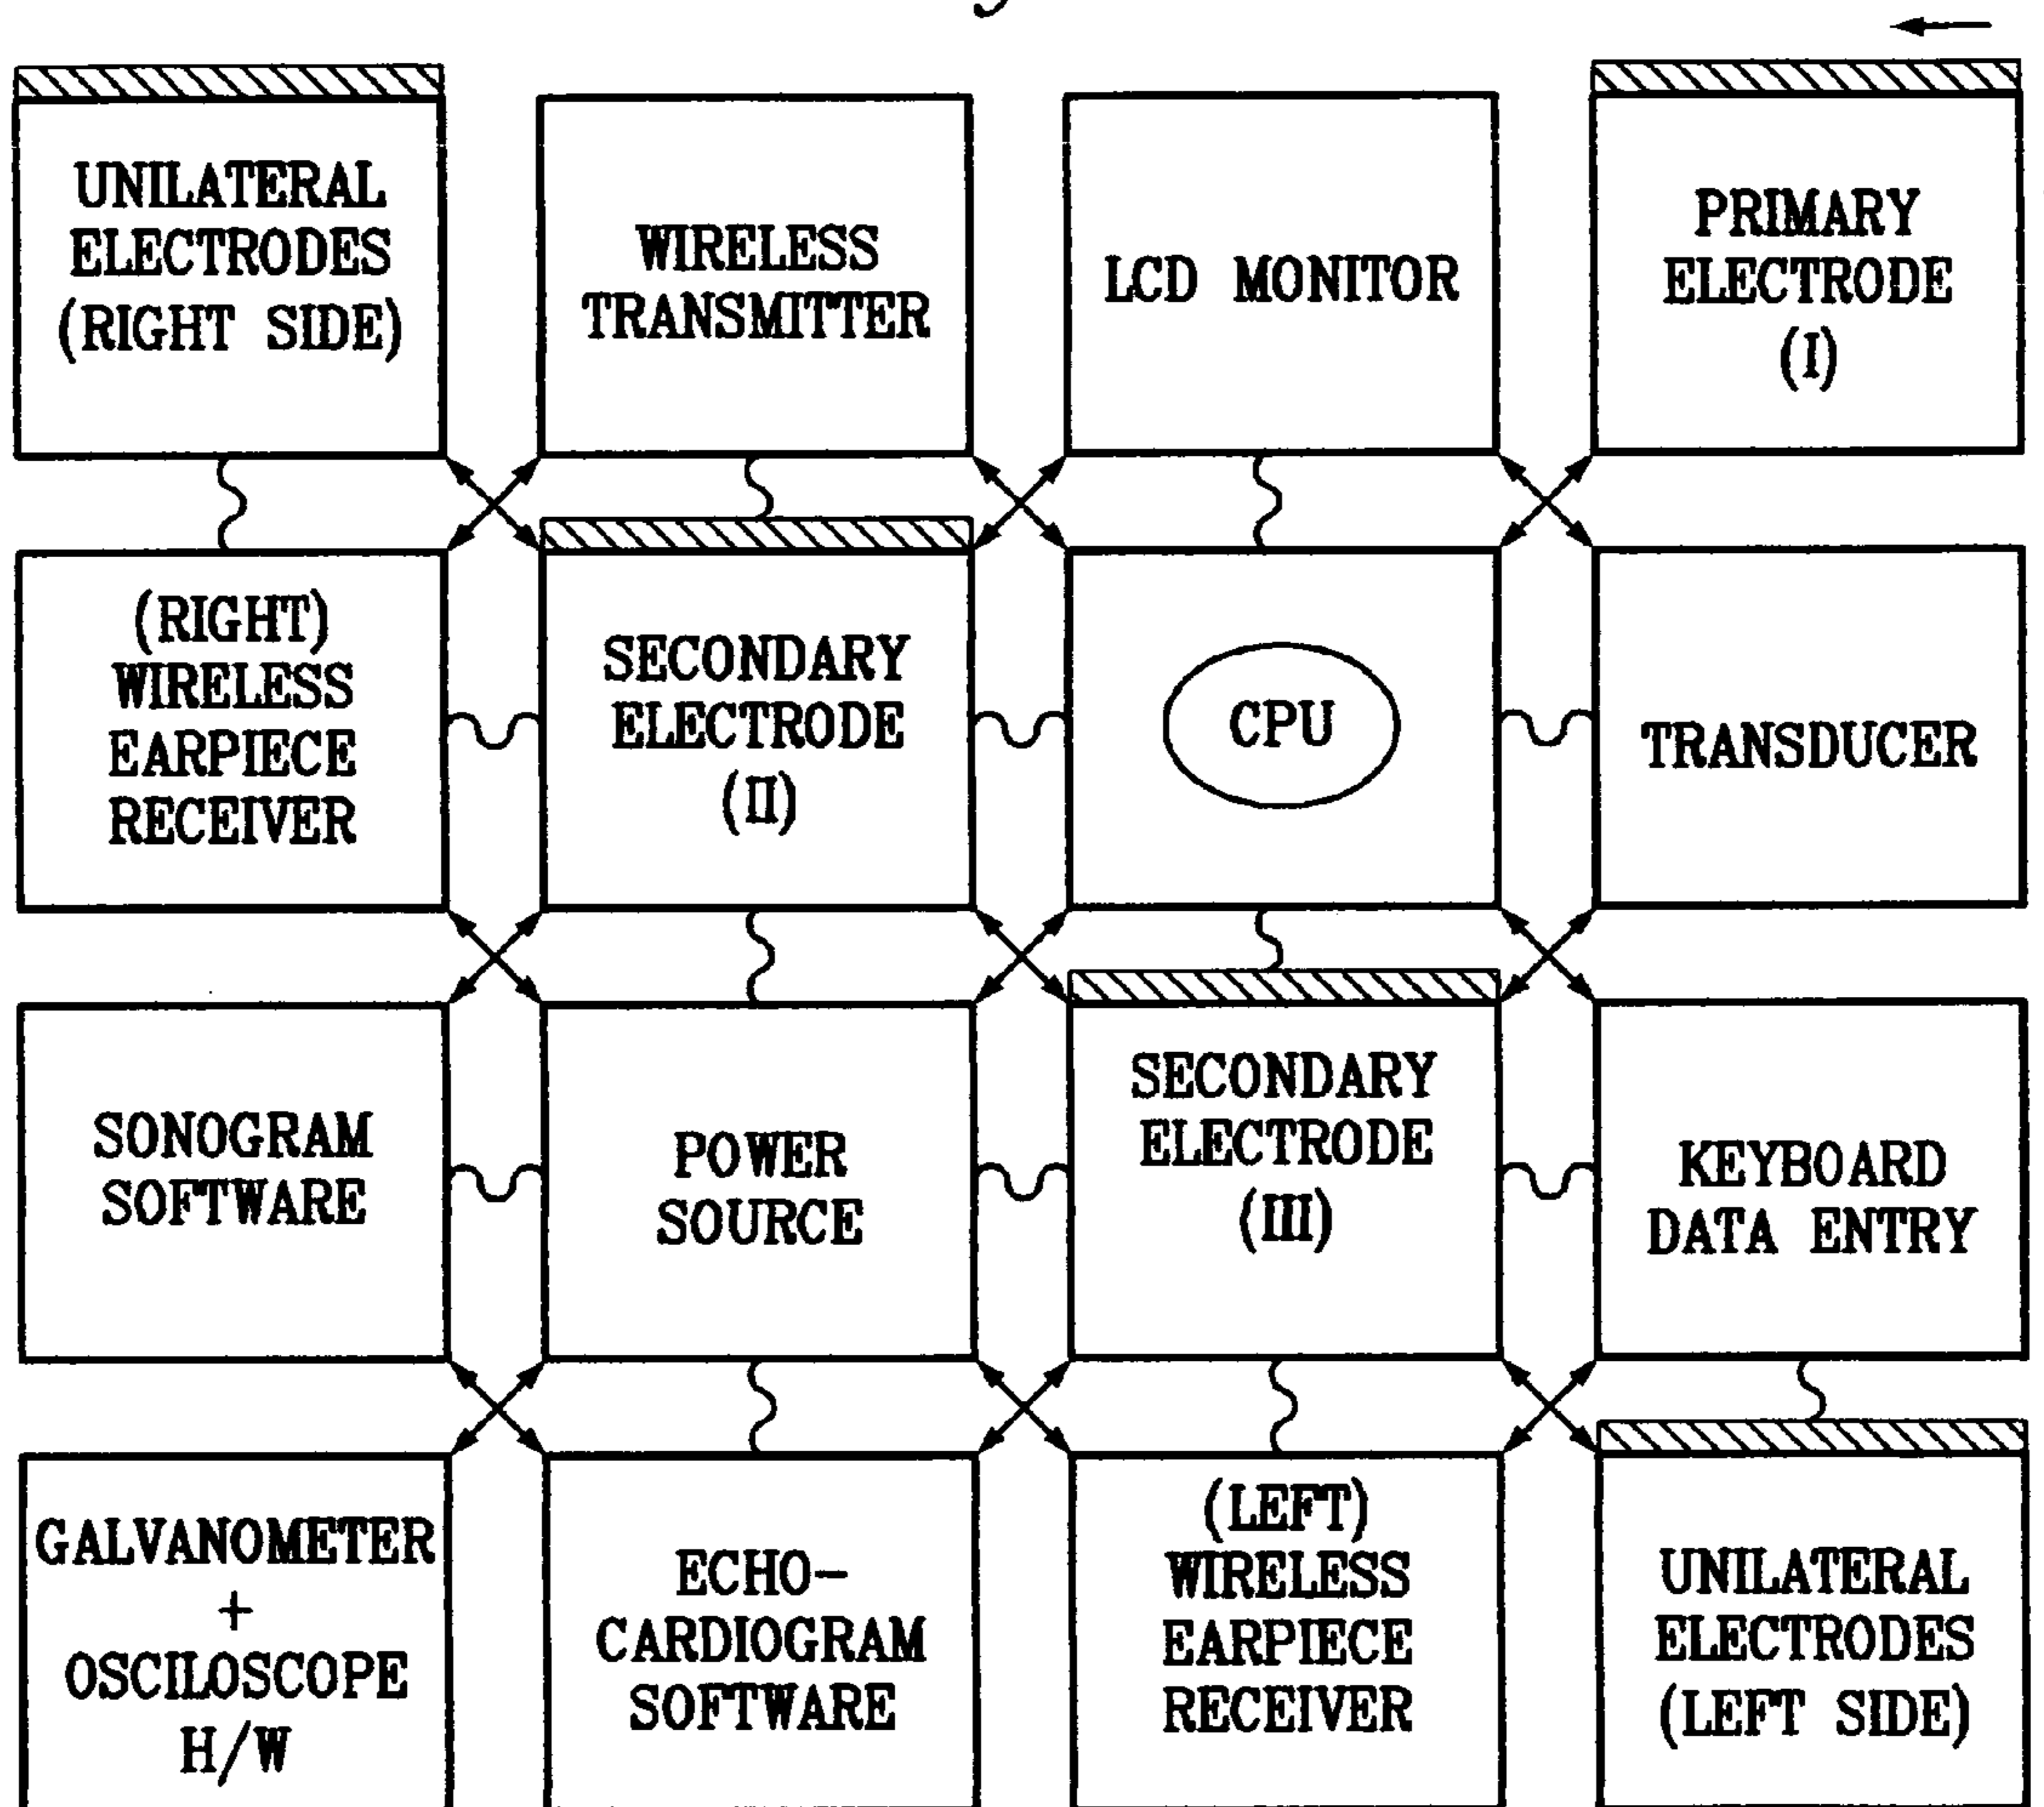 UNILATERAL
ELECTRODES
(RIGHT SIDE)
WIRELESS
TRANSMITTER
LCD MONITOR
PRIMARY
ELECTRODE
(I)
(RIGHT)
WIRELESS
EARPIECE
RECEIVER
SECONDARY
ELECTRODE
(II)
CPU
TRANSDUCER
SONOGRAM
SOFTWARE
POWER
SOURCE
SECONDARY
ELECTRODE
(III)
KEYBOARD
DATA ENTRY
GALVANOMETER
+
OSCILOSCOPE
H/W
ECHO-
CARDIOGRAM
SOFTWARE
(LEFT)
WIRELESS
EARPIECE
RECEIVER
UNILATERAL
ELECTRODES
(LEFT SIDE)